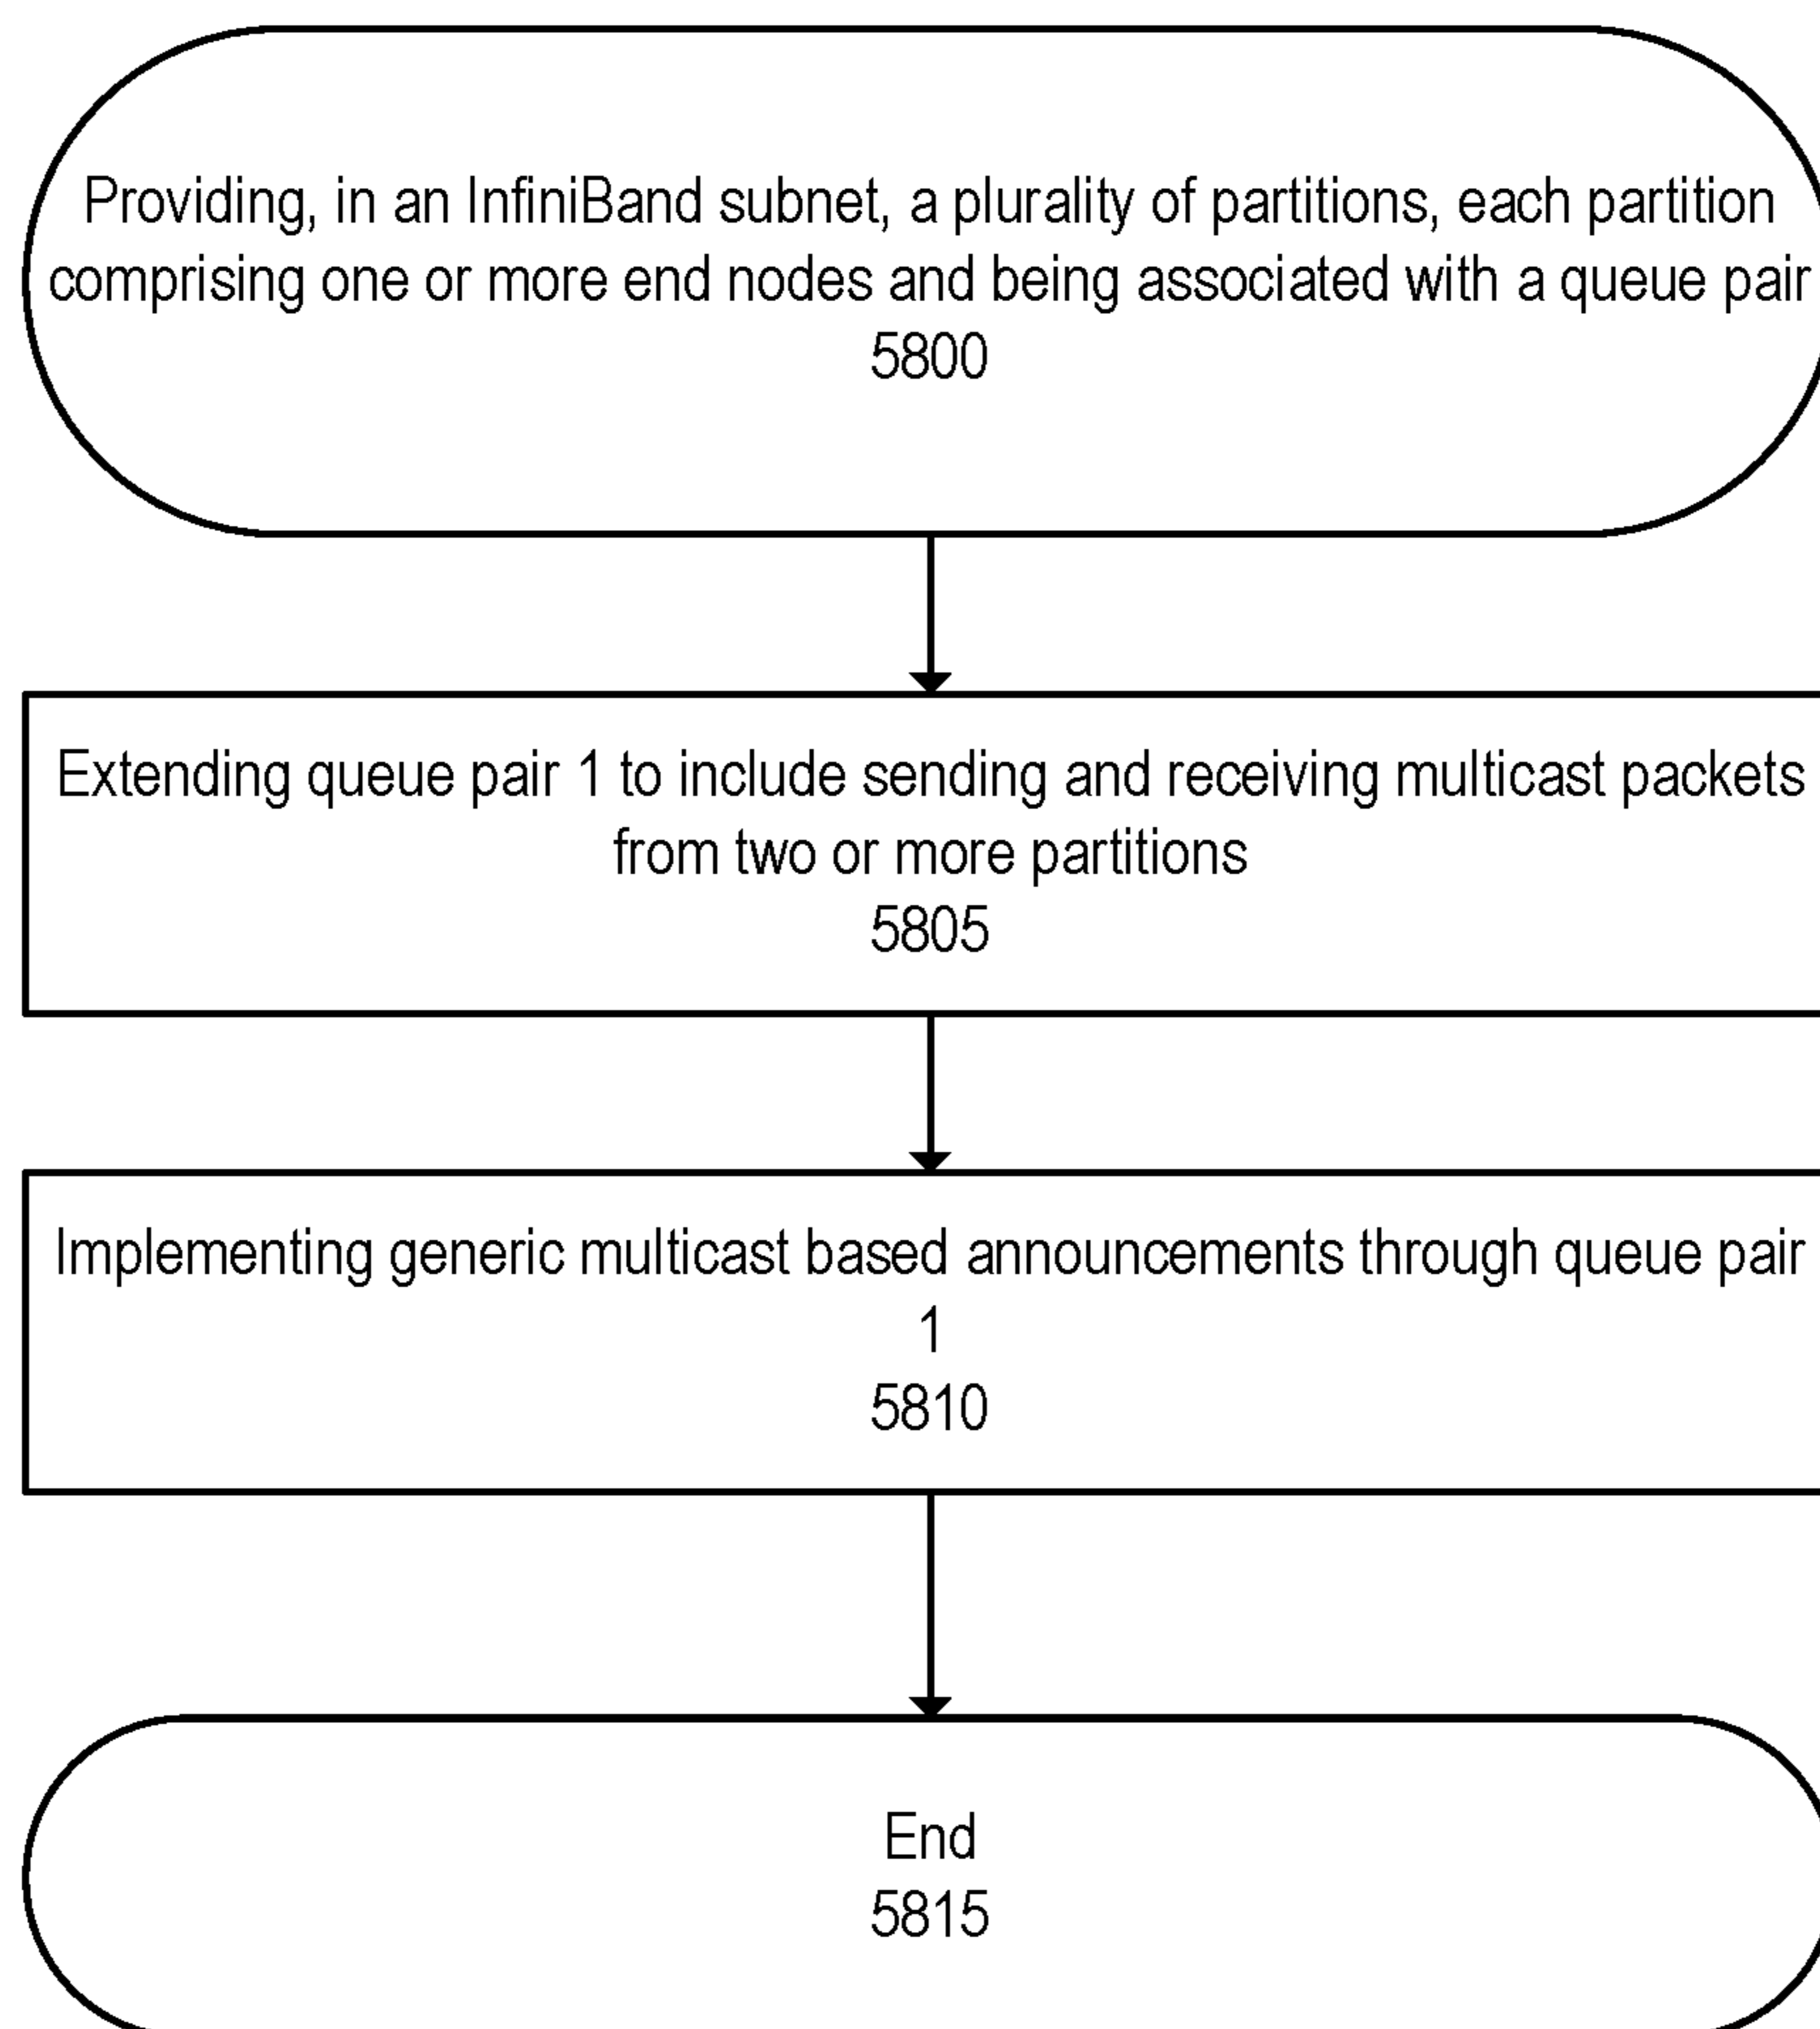 Providing, in an InfiniBand subnet, a plurality of partitions, each partition
comprising one or more end nodes and being associated with a queue pair
5800
Extending queue pair 1 to include sending and receiving multicast packets
from two or more partitions
5805
Implementing generic multicast based announcements through queue pair
1
5810
End
5815